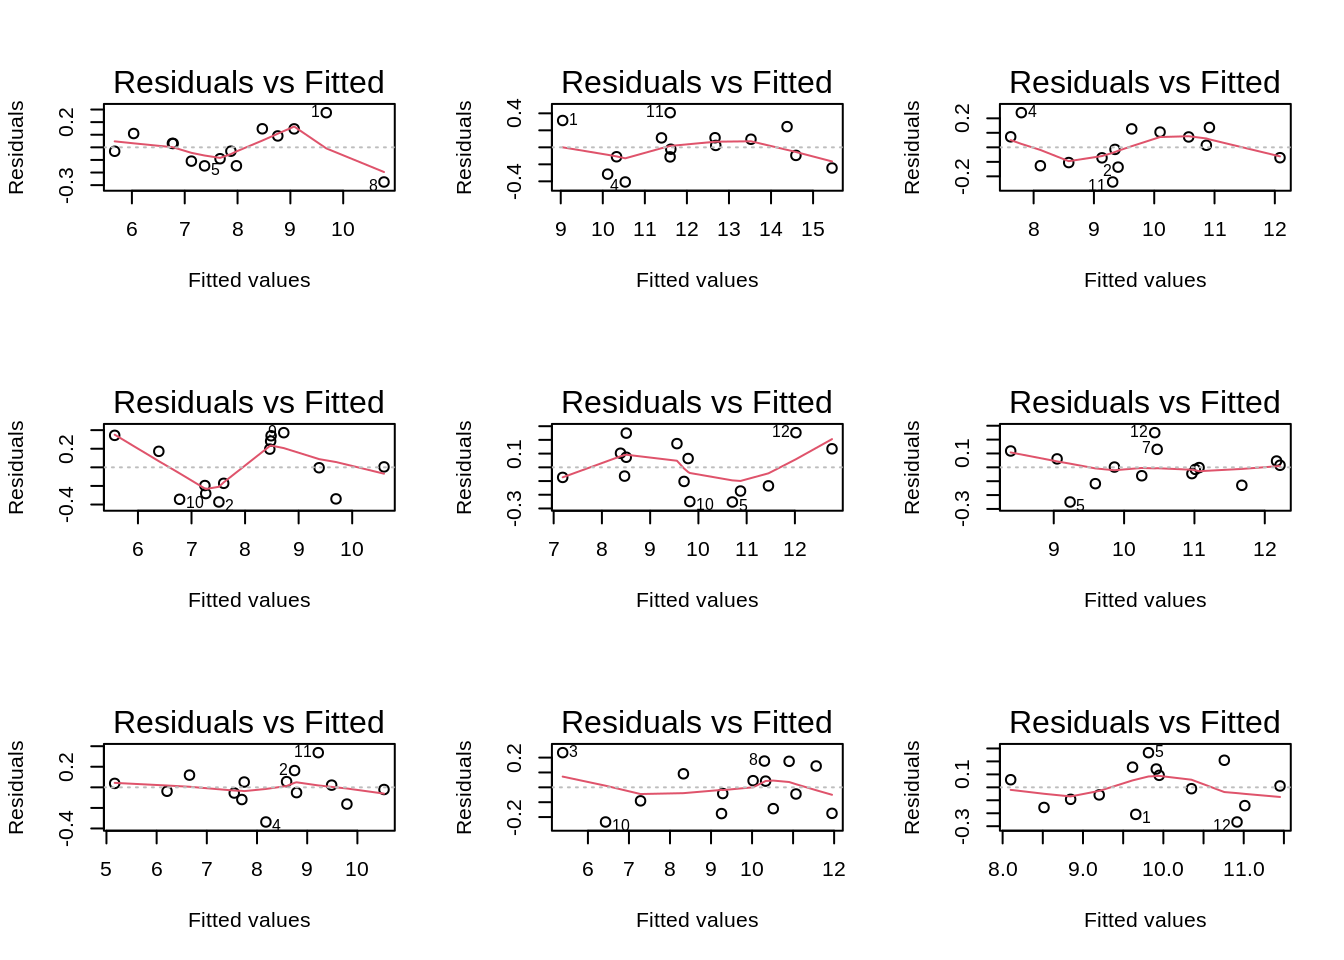 Residuals vs Fitted
Residuals
0.2
-0.3
1
5
8
6 7 8 9 10
Fitted values
Residuals vs Fitted
Residuals
0.4
-0.4
1
11
4
9 10 11 12 13 14 15
Fitted values
Residuals vs Fitted
Residuals
0.2
-0.2
4
2
11
8 9 10 11 12
Fitted values
Residuals vs Fitted
Residuals
0.2
-0.4
9
10
2
6 7 8 9 10
Fitted values
Residuals vs Fitted
Residuals
0.1
-0.3
12
10
5
7 8 9 10 11 12
Fitted values
Residuals vs Fitted
Residuals
0.1
-0.3
12
7
5
9 10 11 12
Fitted values
Residuals vs Fitted
Residuals
0.2
-0.4
11
2
4
5 6 7 8 9 10
Fitted values
Residuals vs Fitted
Residuals
0.2
-0.2
3
8
10
6 7 8 9 10 12
Fitted values
Residuals vs Fitted
Residuals
0.1
-0.3
5
1
12
8.0 9.0 10.0 11.0
Fitted values